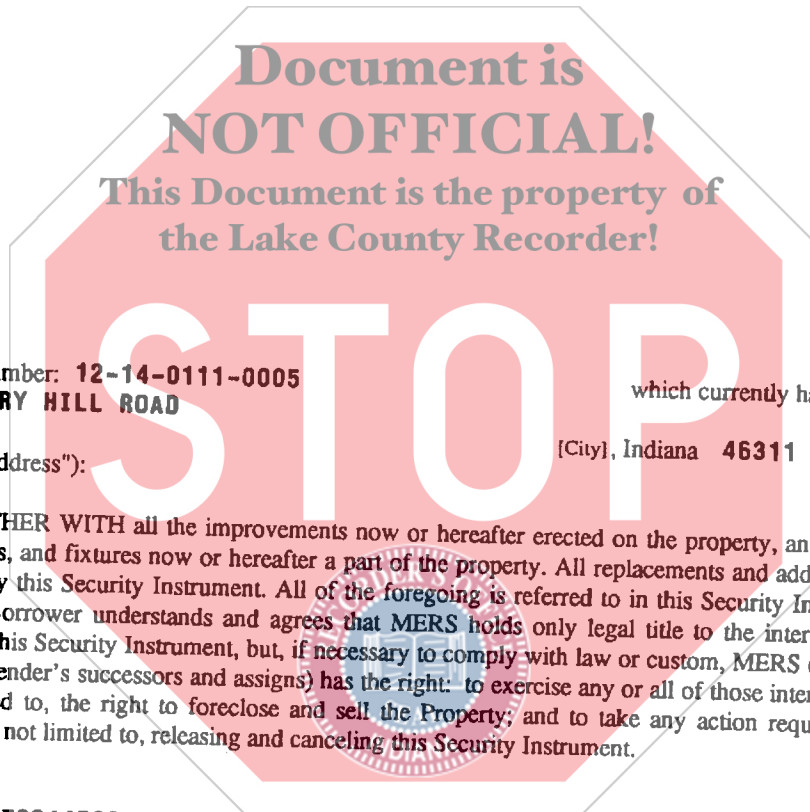 Document is
NOT OFFICIAL!
This Document is the property of
the Lake County Recorder!
STOP
mber: 12-14-0111-0005
which currently ha
RY HILL ROAD
[City], Indiana 46311
ddress"):
HER WITH all the improvements now or hereafter erected on the property, an
s, and fixtures now or hereafter a part of the property. All replacements and add
y this Security Instrument. All of the foregoing is referred to in this Security In
orrower understands and agrees that MERS holds only legal title to the inter
his Security Instrument, but, if necessary to comply with law or custom, MERS (
ender's successors and assigns) has the right: to exercise any or all of those inter
d to, the right to foreclose and sell the Property; and to take any action requ
not limited to, releasing and canceling this Security Instrument.